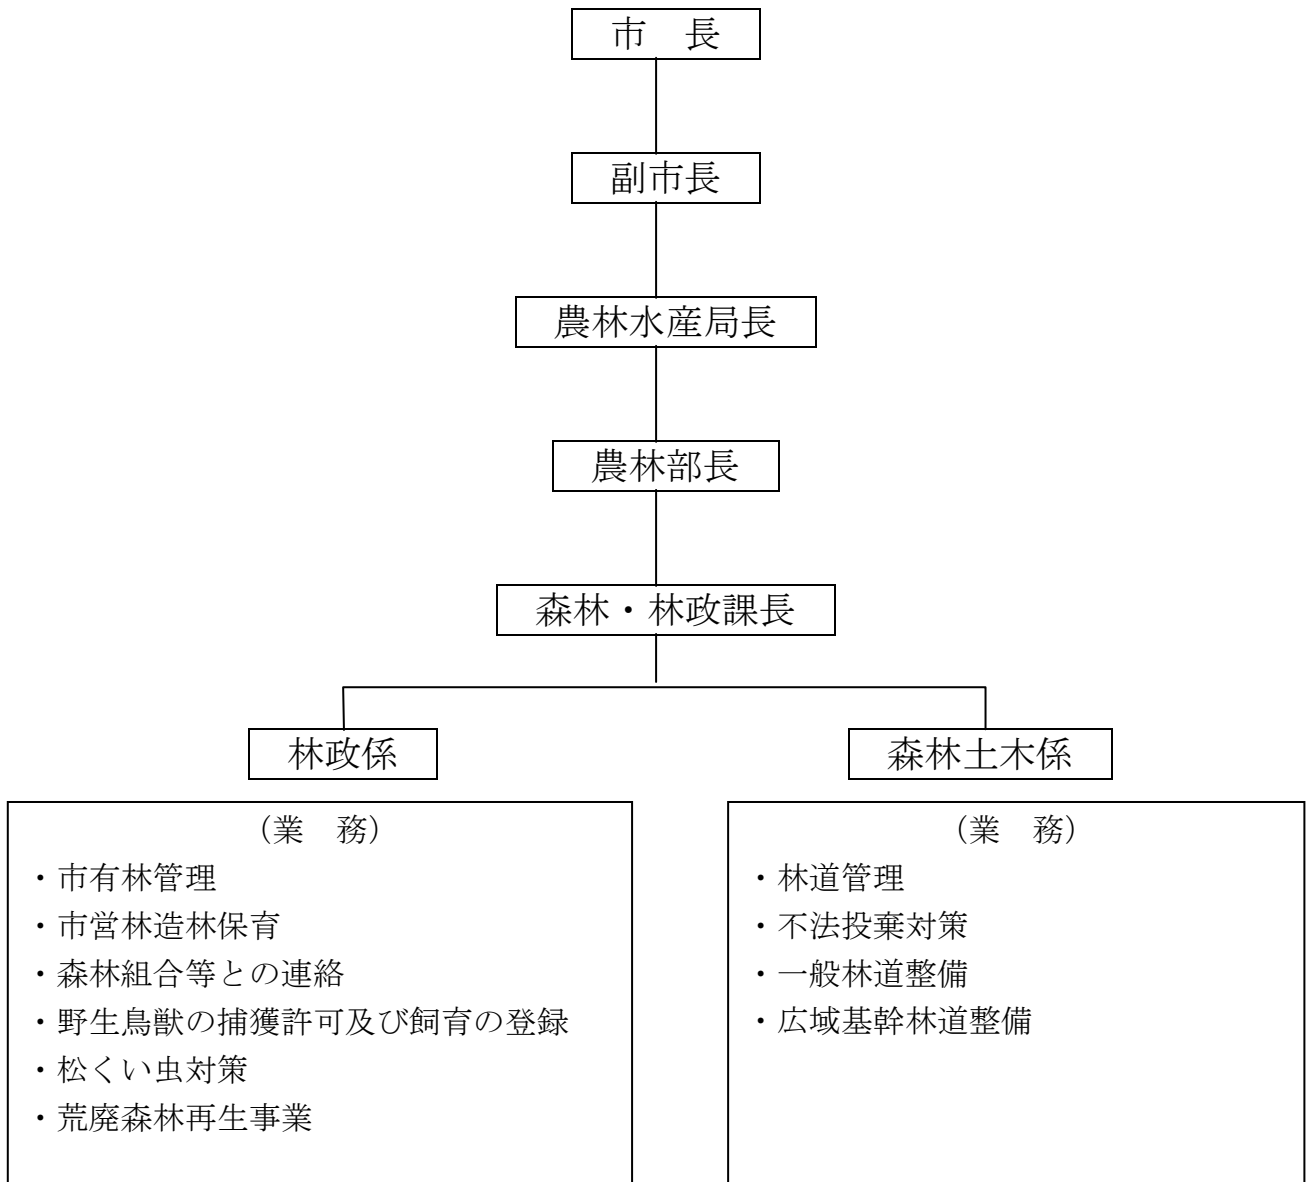 市　長
副市長
農林水産局長
農林部長
森林・林政課長
林政係
森林土木係
（業　務）
・市有林管理
・市営林造林保育
・森林組合等との連絡
・野生鳥獣の捕獲許可及び飼育の登録
・松くい虫対策
・荒廃森林再生事業
（業　務）
・林道管理
・不法投棄対策
・一般林道整備
・広域基幹林道整備